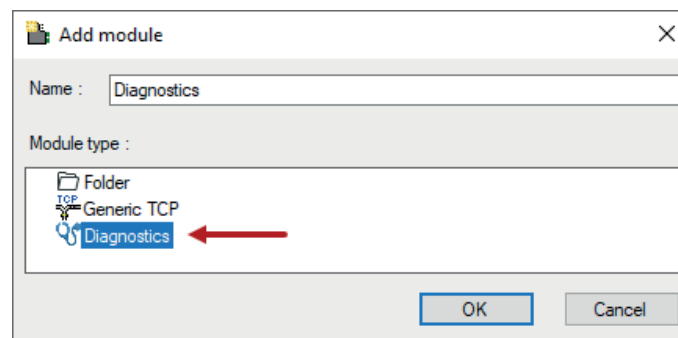 Add module
Name : Diagnostics
Module type :
Folder
TCP Generic TCP
Diagnostics
OK Cancel